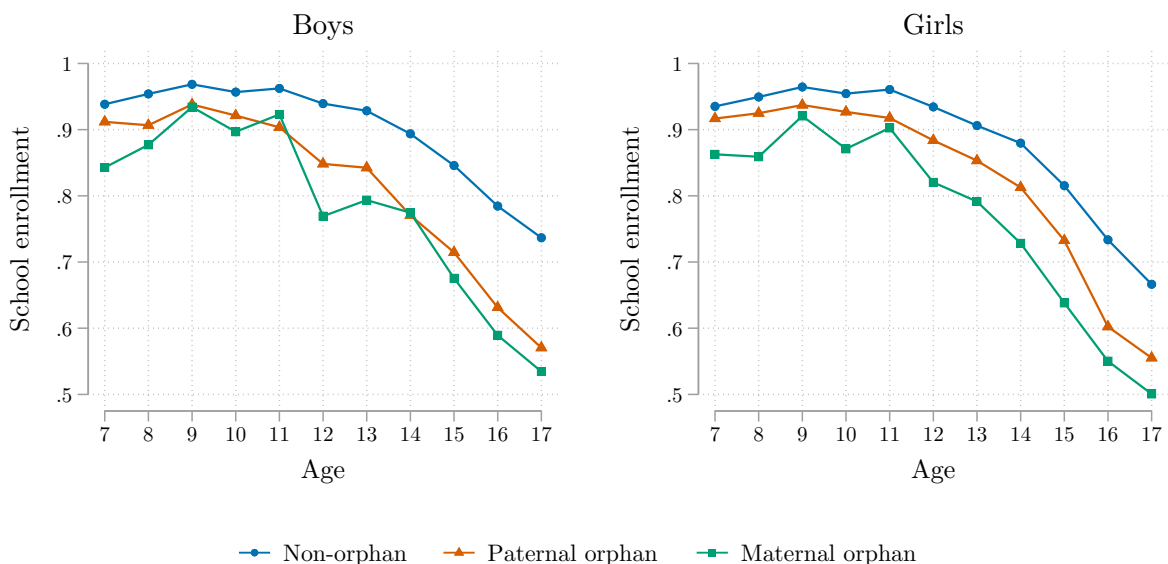 Boys
School enrollment
1
.9
.8
.7
.6
.5
7 8 9 10 11 12 13 14 15 16 17
Age
Girls
School enrollment
1
.9
.8
.7
.6
.5
7 8 9 10 11 12 13 14 15 16 17
Age
Non-orphan Paternal orphan Maternal orphan